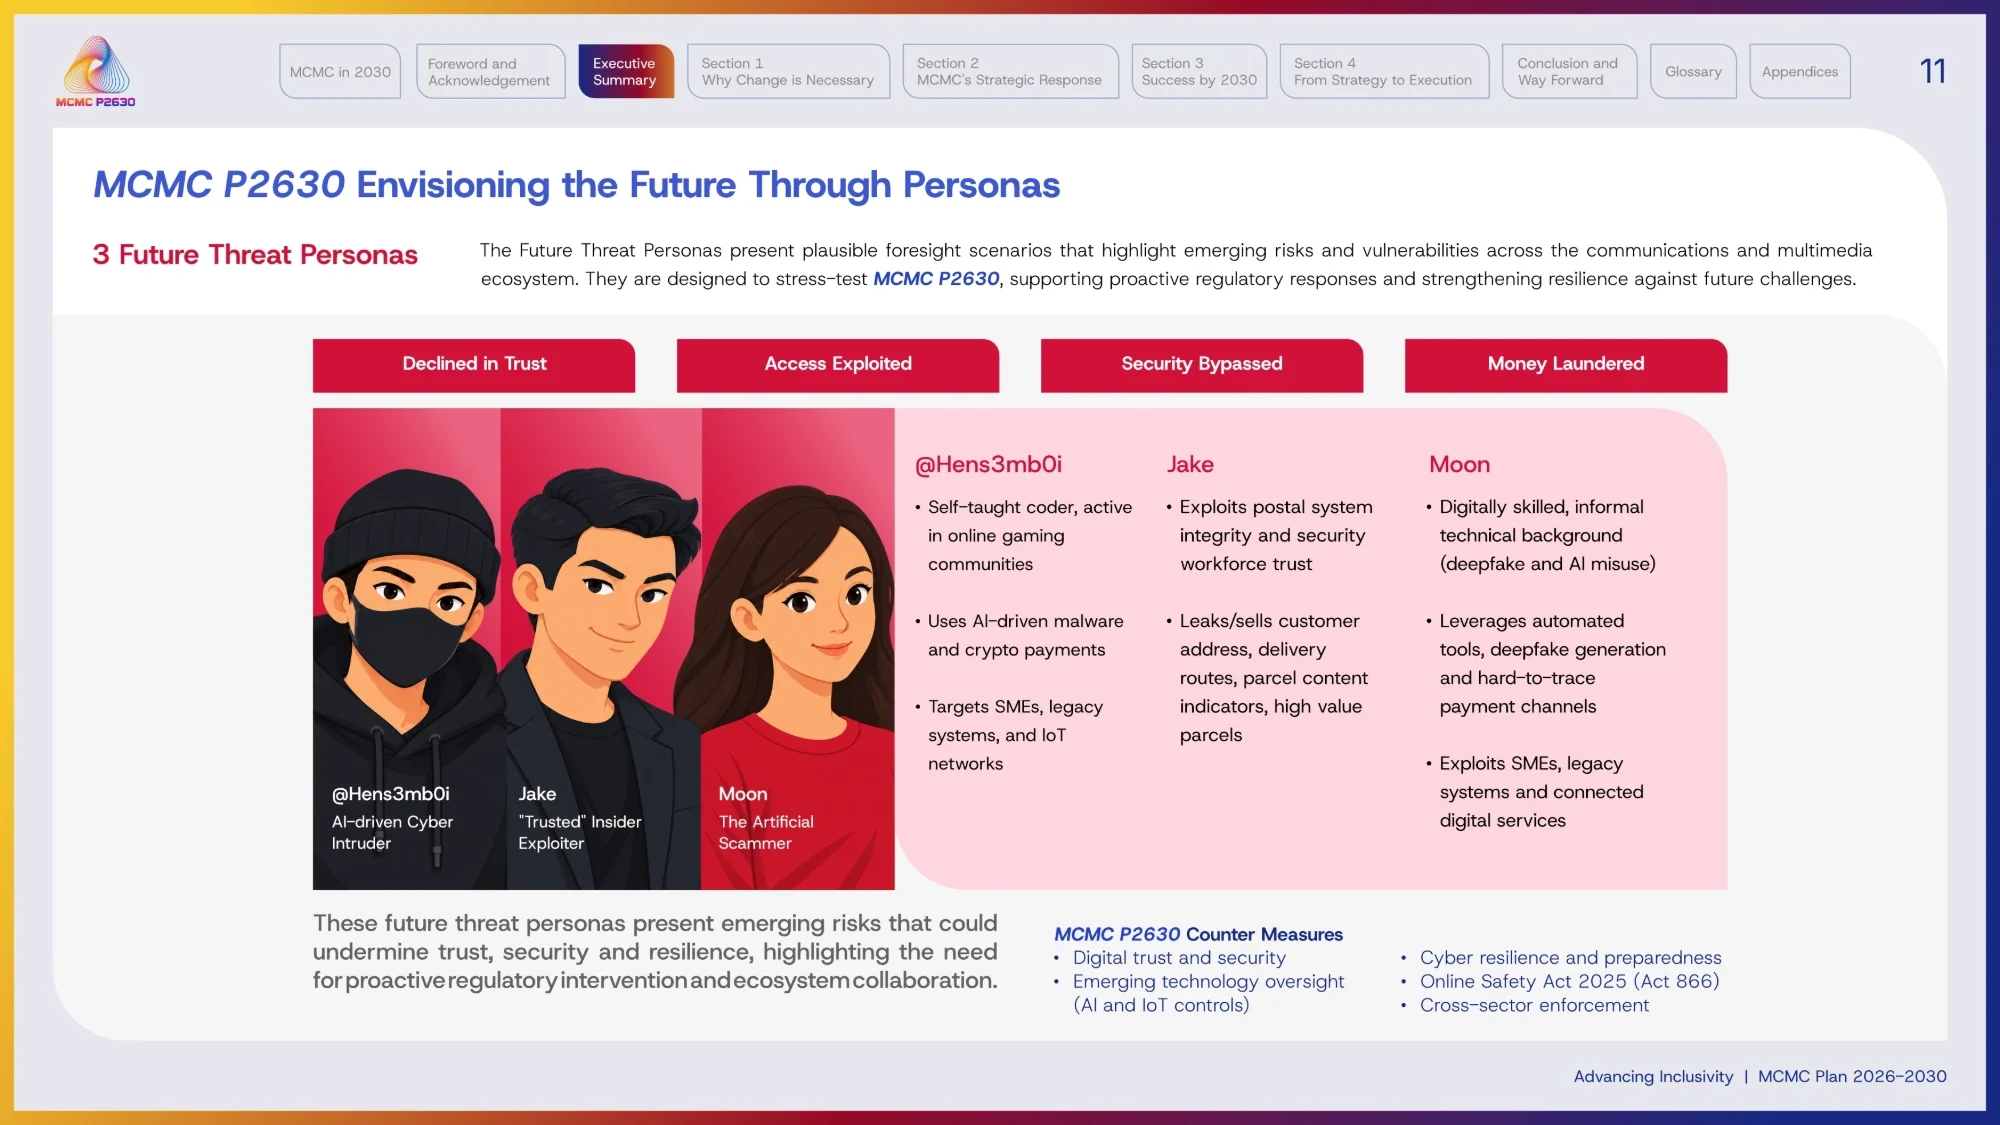 MCMC P2630
MCMC in 2030
Foreword and
Acknowledgement
Executive
Summary
Section 1
Why Change is Necessary
Section 2
MCMC's Strategic Response
Section 3
Success by 2030
Section 4
From Strategy to Execution
Conclusion and
Way Forward
Glossary
Appendices
11
MCMC P2630 Envisioning the Future Through Personas
3 Future Threat Personas
The Future Threat Personas present plausible foresight scenarios that highlight emerging risks and vulnerabilities across the communications and multimedia
ecosystem. They are designed to stress-test MCMC P2630, supporting proactive regulatory responses and strengthening resilience against future challenges.
Declined in Trust
Access Exploited
Security Bypassed
Money Laundered
@Hens3mb0i
AI-driven Cyber
Intruder
Jake
"Trusted" Insider
Exploiter
Moon
The Artificial
Scammer
@Hens3mb0i
• Self-taught coder, active
in online gaming
communities
• Uses AI-driven malware
and crypto payments
• Targets SMEs, legacy
systems, and IoT
networks
Jake
• Exploits postal system
integrity and security
workforce trust
• Leaks/sells customer
address, delivery
routes, parcel content
indicators, high value
parcels
Moon
• Digitally skilled, informal
technical background
(deepfake and AI misuse)
• Leverages automated
tools, deepfake generation
and hard-to-trace
payment channels
• Exploits SMEs, legacy
systems and connected
digital services
These future threat personas present emerging risks that could
undermine trust, security and resilience, highlighting the need
for proactive regulatory intervention and ecosystem collaboration.
MCMC P2630 Counter Measures
• Digital trust and security
• Emerging technology oversight
(AI and IoT controls)
• Cyber resilience and preparedness
• Online Safety Act 2025 (Act 866)
• Cross-sector enforcement
Advancing Inclusivity | MCMC Plan 2026-2030